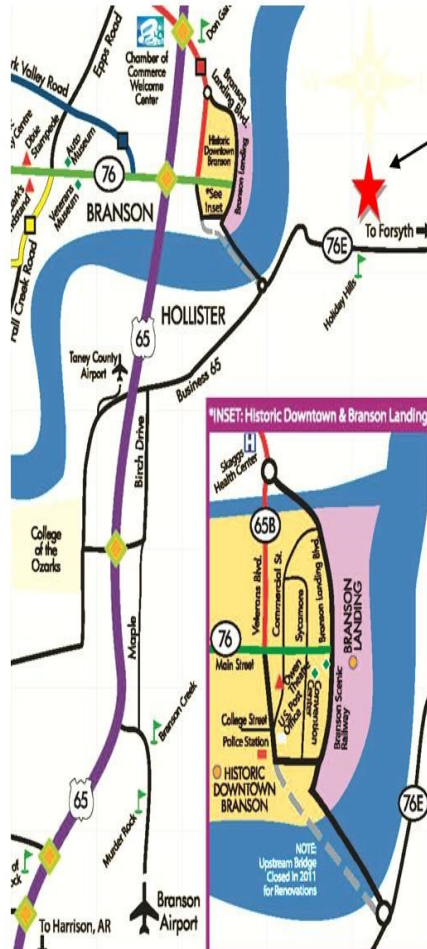 Chamber of
Commerce
Welcome
Center
Epps Road
Valley Road
Branson
Landing Blvd.
Dixie
Stampede
Auto
Museum
Veterans
Museum
Historic
Downtown
Branson
Branson Landing
*See
Inset
76
BRANSON
To Forsyth
76E
Holiday Hills
HOLLISTER
65
Taney County
Airport
Business 65
Birch Drive
College
of the
Ozarks
Maple
Branson Creek
Murder Rock
65
Branson
Airport
To Harrison, AR
*INSET: Historic Downtown & Branson Landing
Skaggs
Health Center
H
65B
Veterans Blvd.
Commercial St.
Sycamore
Branson Landing Blvd.
BRANSON
LANDING
76
Main Street
Owen Theatre
U.S. Post
Office
Convention
Center
Branson Scenic
Railway
College Street
Police Station
HISTORIC
DOWNTOWN
BRANSON
NOTE:
Upstream Bridge
Closed In 2011
for Renovations
76E